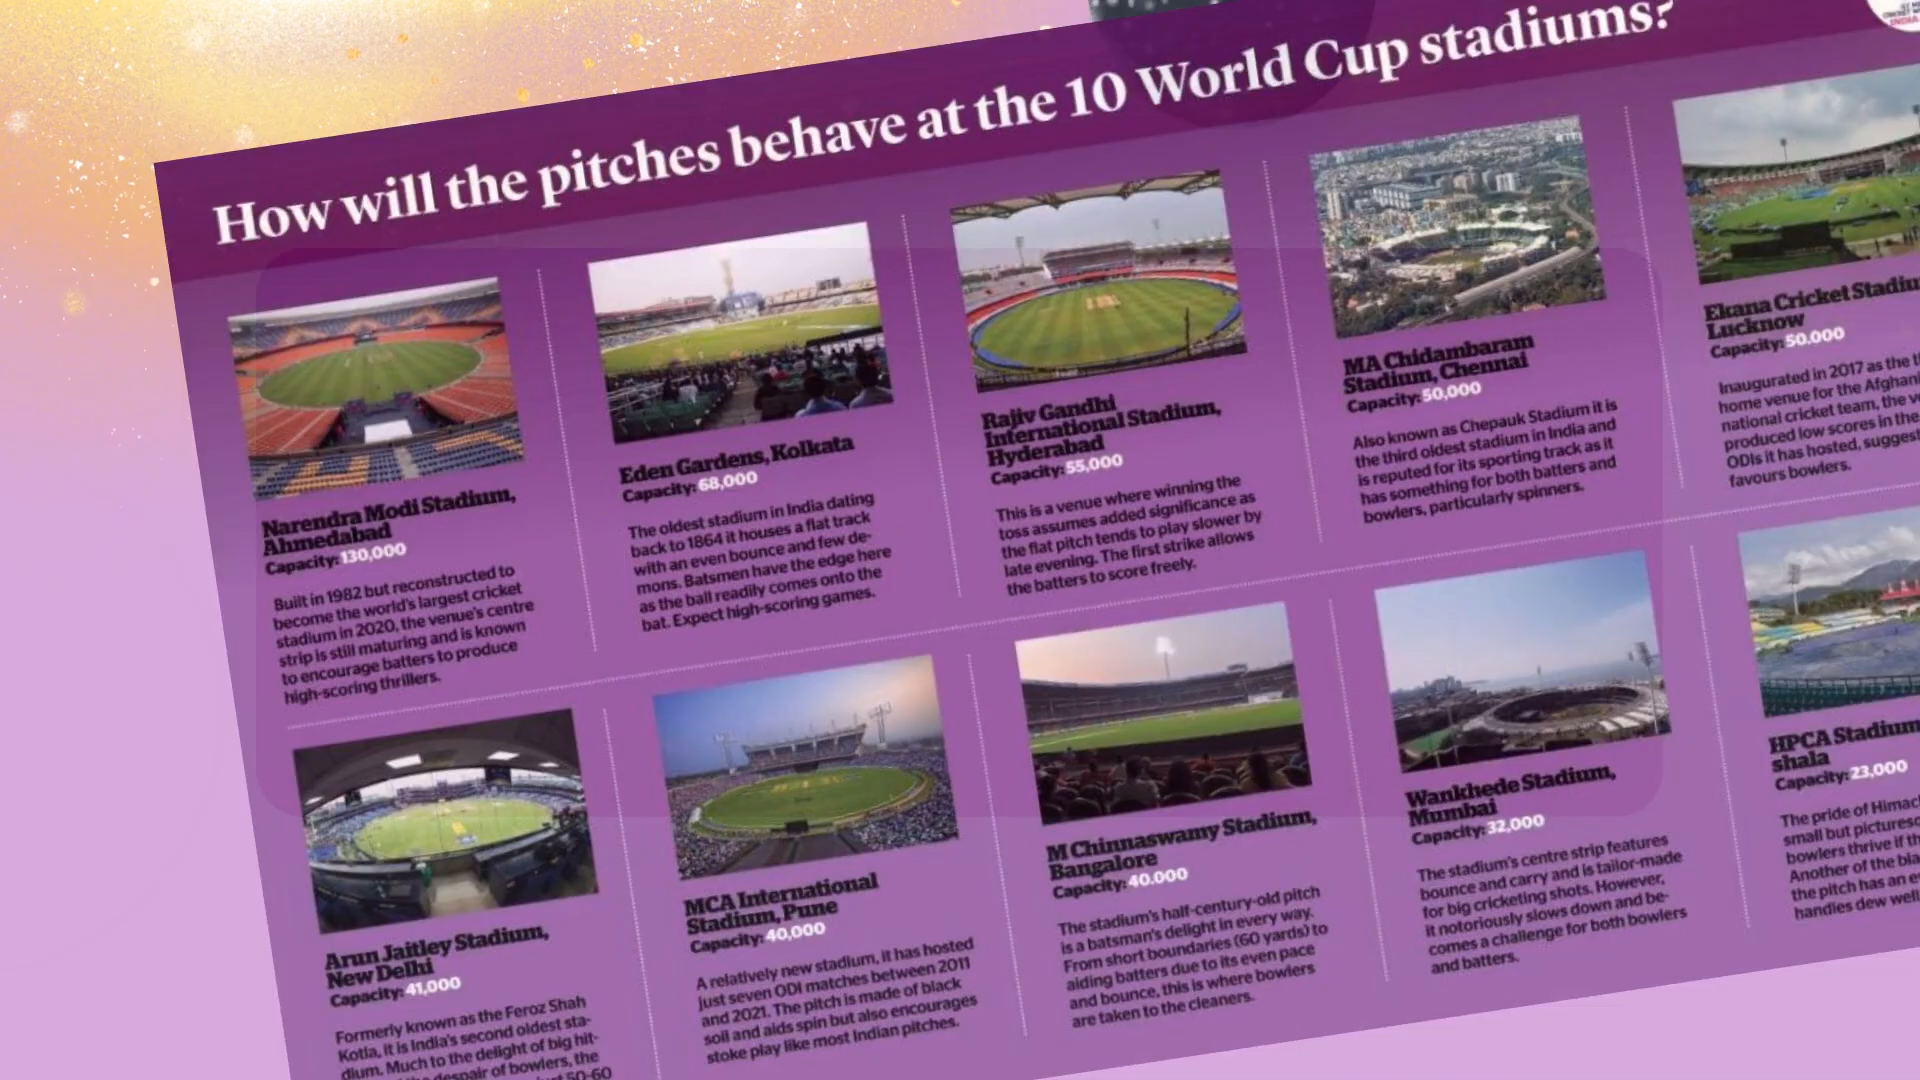 How will the pitches behave at the 10 World Cup stadiums?
INDIA
Narendra Modi Stadium,
Ahmedabad
Capacity: 130,000
Built in 1982 but reconstructed to
become the world's largest cricket
stadium in 2020, the venue's centre
strip is still maturing and is known
to encourage batters to produce
high-scoring thrillers.
Eden Gardens, Kolkata
Capacity: 68,000
The oldest stadium in India dating
back to 1864 it houses a flat track
with an even bounce and few de-
mons. Batsmen have the edge here
as the ball readily comes onto the
bat. Expect high-scoring games.
Rajiv Gandhi
International Stadium,
Hyderabad
Capacity: 55,000
This is a venue where winning the
toss assumes added significance as
the flat pitch tends to play slower by
late evening. The first strike allows
the batters to score freely.
MA Chidambaram
Stadium, Chennai
Capacity: 50,000
Also known as Chepauk Stadium it is
the third oldest stadium in India and
is reputed for its sporting track as it
has something for both batters and
bowlers, particularly spinners.
Ekana Cricket Stadiu
Lucknow
Capacity: 50.000
Inaugurated in 2017 as the
home venue for the Afghani
national cricket team, the
produced low scores in the
ODIs it has hosted, suggest
favours bowlers.
Arun Jaitley Stadium,
New Delhi
Capacity: 41,000
Formerly known as the Feroz Shah
Kotla, it is India's second oldest sta-
dium. Much to the delight of big hit-
despair of bowlers, the
50-60
MCA International
Stadium, Pune
Capacity: 40,000
A relatively new stadium, it has hosted
just seven ODI matches between 2011
and 2021. The pitch is made of black
soil and aids spin but also encourages
stoke play like most Indian pitches.
M Chinnaswamy Stadium,
Bangalore
Capacity: 40.000
The stadium's half-century-old pitch
is a batsman's delight in every way.
From short boundaries (60 yards) to
aiding batters due to its even pace
and bounce, this is where bowlers
are taken to the cleaners.
Wankhede Stadium,
Mumbai
Capacity: 32,000
The stadium's centre strip features
bounce and carry and is tailor-made
for big cricketing shots. However,
it notoriously slows down and be-
comes a challenge for both bowlers
and batters.
HPCA Stadium
shala
Capacity: 23,000
The pride of Himac
small but picturesq
bowlers thrive if th
Another of the bla
the pitch has an e
handles dew well